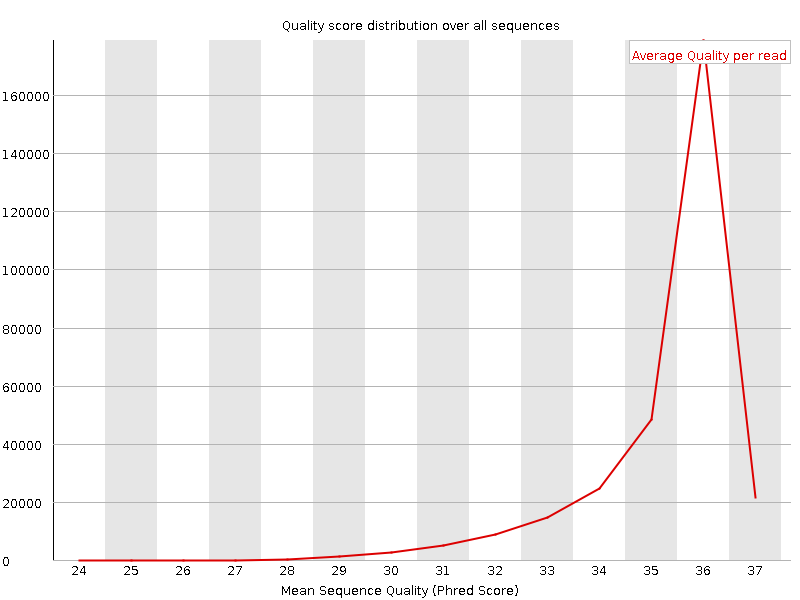 Quality score distribution over all sequences
Average Quality per read
160000
140000
120000
100000
80000
60000
40000
20000
0
24 25 26 27 28 29 30 31 32 33 34 35 36 37
Mean Sequence Quality (Phred Score)